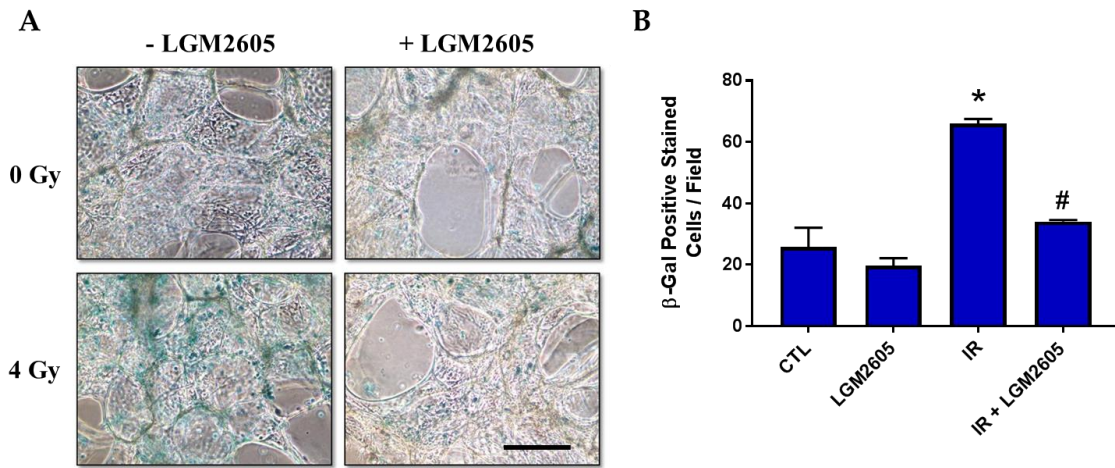 A
- LGM2605
+ LGM2605
0 Gy
4 Gy
B
β-Gal Positive Stained
Cells / Field
80
60
40
20
0
*
#
CTL
LGM2605
IR
IR + LGM2605